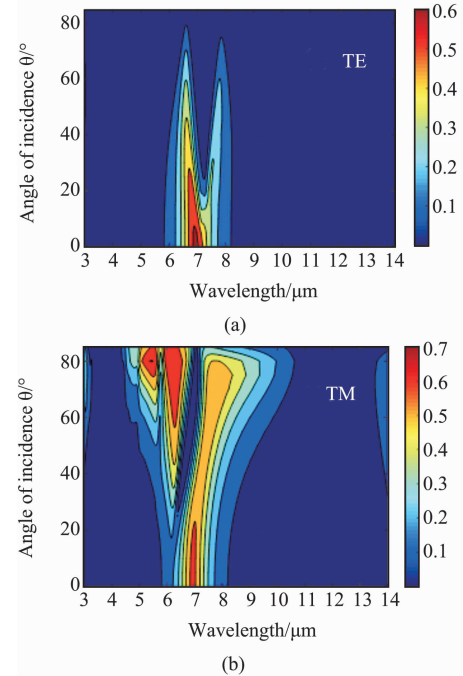 80
60
40
20
0
Angle of incidence θ/°
TE
3 4 5 6 7 8 9 10 11 12 13 14
Wavelength/μm
0.6
0.5
0.4
0.3
0.2
0.1
(a)
80
60
40
20
0
Angle of incidence θ/°
TM
3 4 5 6 7 8 9 10 11 12 13 14
Wavelength/μm
0.7
0.6
0.5
0.4
0.3
0.2
0.1
(b)